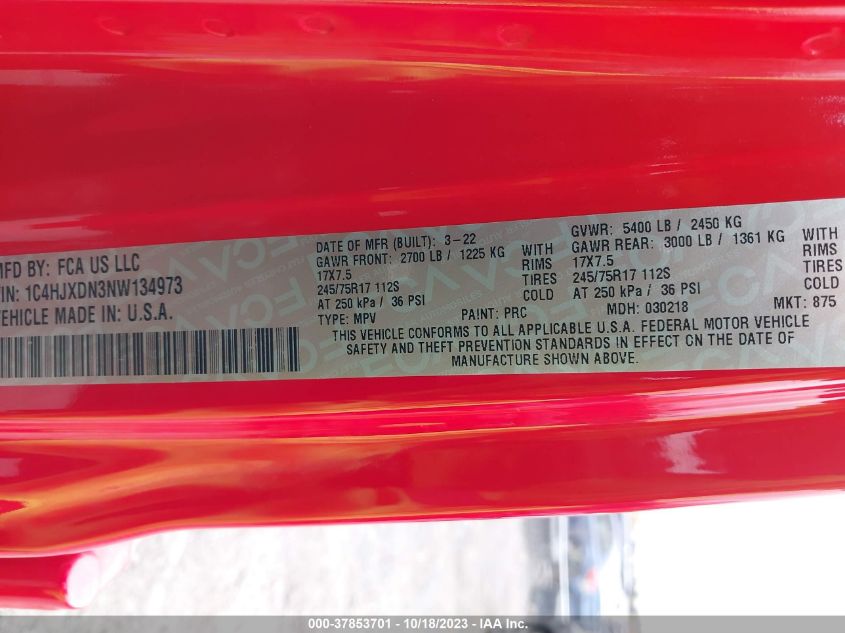 MFD BY: FCA US LLC
VIN: 1C4HJXDN3NW134973
VEHICLE MADE IN: U.S.A.
DATE OF MFR (BUILT): 3-22
GAWR FRONT: 2700 LB / 1225 KG WITH
17X7.5 RIMS
245/75R17 112S TIRES
AT 250 kPa / 36 PSI COLD
TYPE: MPV PAINT: PRC
GVWR: 5400 LB / 2450 KG
GAWR REAR: 3000 LB / 1361 KG WITH
17X7.5 RIMS
245/75R17 112S TIRES
AT 250 kPa / 36 PSI COLD
MDH: 030218 MKT: 875
THIS VEHICLE CONFORMS TO ALL APPLICABLE U.S.A. FEDERAL MOTOR VEHICLE
SAFETY AND THEFT PREVENTION STANDARDS IN EFFECT ON THE DATE OF
MANUFACTURE SHOWN ABOVE.
000-37853701 - 10/18/2023 - IAA Inc.